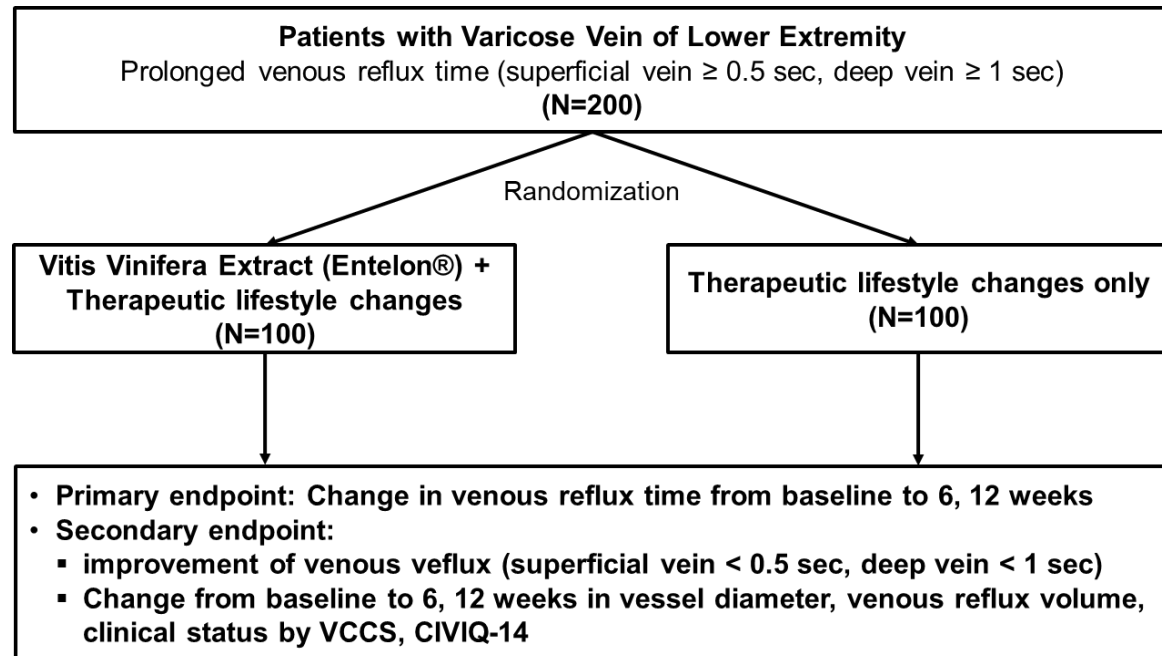 Patients with Varicose Vein of Lower Extremity
Prolonged venous reflux time (superficial vein ≥ 0.5 sec, deep vein ≥ 1 sec)
(N=200)
Randomization
Vitis Vinifera Extract (Entelon®) +
Therapeutic lifestyle changes
(N=100)
Therapeutic lifestyle changes only
(N=100)
• Primary endpoint: Change in venous reflux time from baseline to 6, 12 weeks
• Secondary endpoint:
▪ improvement of venous veflux (superficial vein < 0.5 sec, deep vein < 1 sec)
▪ Change from baseline to 6, 12 weeks in vessel diameter, venous reflux volume,
clinical status by VCCS, CIVIQ-14